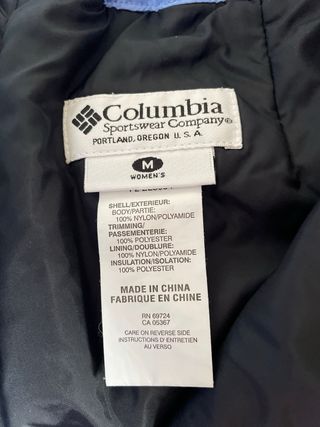 Columbia
Sportswear Company®
PORTLAND, OREGON U.S.A.
M
WOMEN'S
SHELL/EXTERIEUR:
BODY/PARTIE:
100% NYLON/POLYAMIDE
TRIMMING/
PASSEMENTERIE:
100% POLYESTER
LINING/DOUBLURE:
100% NYLON/POLYAMIDE
INSULATION/ISOLATION:
100% POLYESTER
MADE IN CHINA
FABRIQUE EN CHINE
RN 69724
CA 05367
CARE ON REVERSE SIDE
INSTRUCTIONS D'ENTRETIEN
AU VERSO